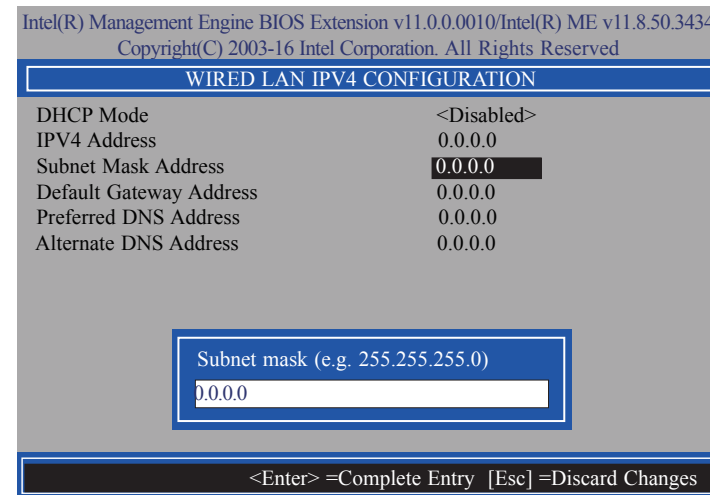 Intel(R) Management Engine BIOS Extension v11.0.0.0010/Intel(R) ME v11.8.50.3434
Copyright(C) 2003-16 Intel Corporation. All Rights Reserved
WIRED LAN IPV4 CONFIGURATION
DHCP Mode <Disabled>
IPV4 Address 0.0.0.0
Subnet Mask Address 0.0.0.0
Default Gateway Address 0.0.0.0
Preferred DNS Address 0.0.0.0
Alternate DNS Address 0.0.0.0
Subnet mask (e.g. 255.255.255.0)
0.0.0.0
<Enter> =Complete Entry [Esc] =Discard Changes